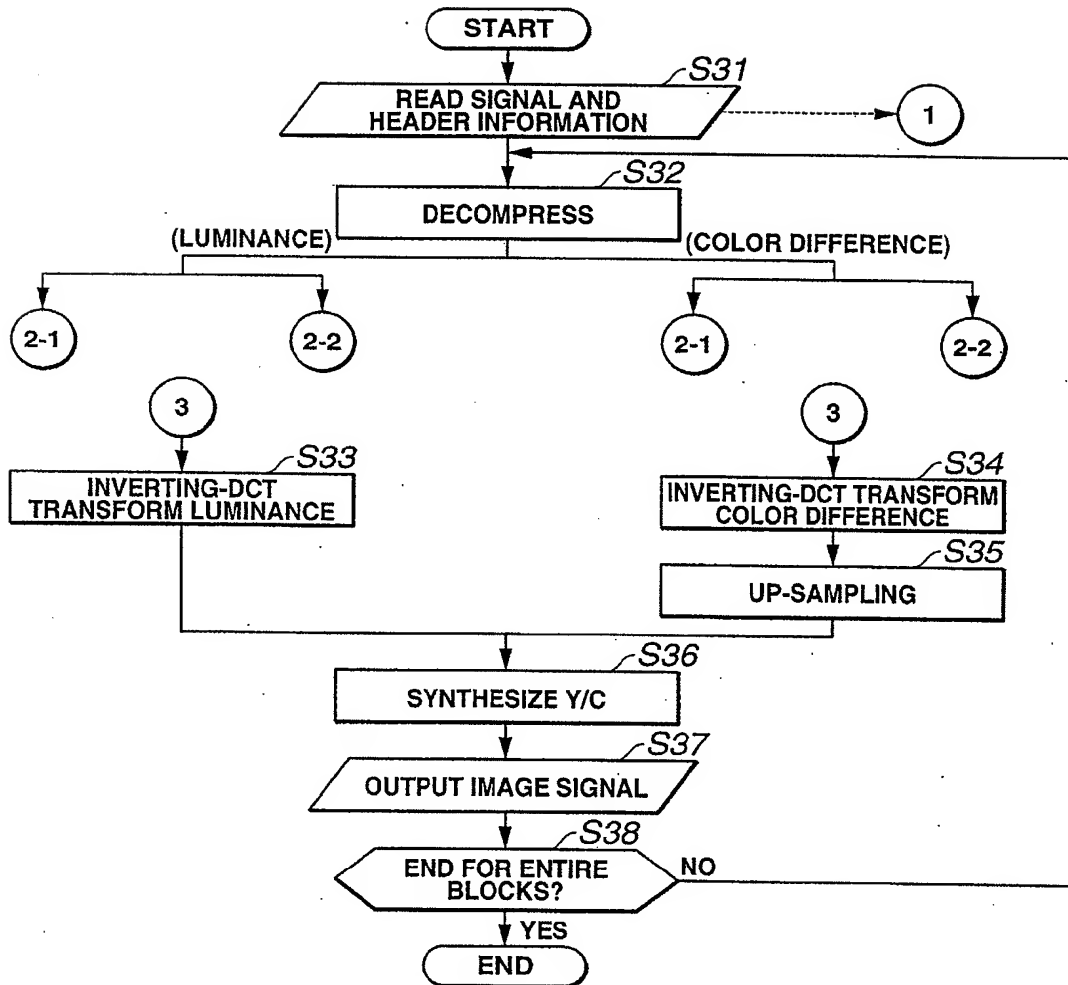 START
S31
READ SIGNAL AND
HEADER INFORMATION
1
S32
DECOMPRESS
(LUMINANCE)
(COLOR DIFFERENCE)
2-1
2-2
2-1
2-2
3
3
S33
INVERTING-DCT
TRANSFORM LUMINANCE
S34
INVERTING-DCT TRANSFORM
COLOR DIFFERENCE
S35
UP-SAMPLING
S36
SYNTHESIZE Y/C
S37
OUTPUT IMAGE SIGNAL
S38
END FOR ENTIRE
BLOCKS?
NO
YES
END